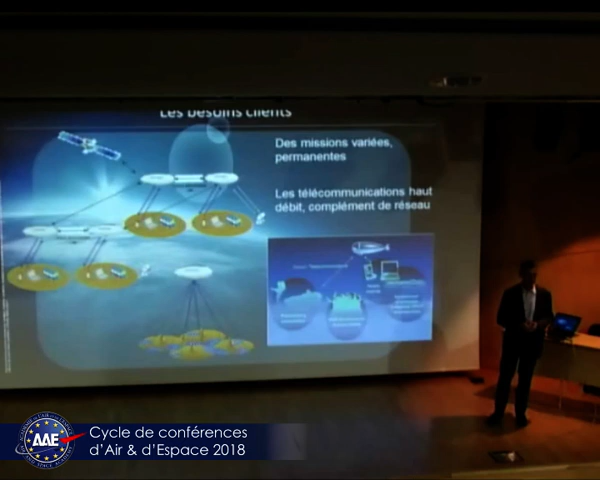 Les besoins clients
Des missions variées,
permanentes
Les télécommunications haut
débit, complément de réseau
AAE
Cycle de conférences
d'Air & d'Espace 2018